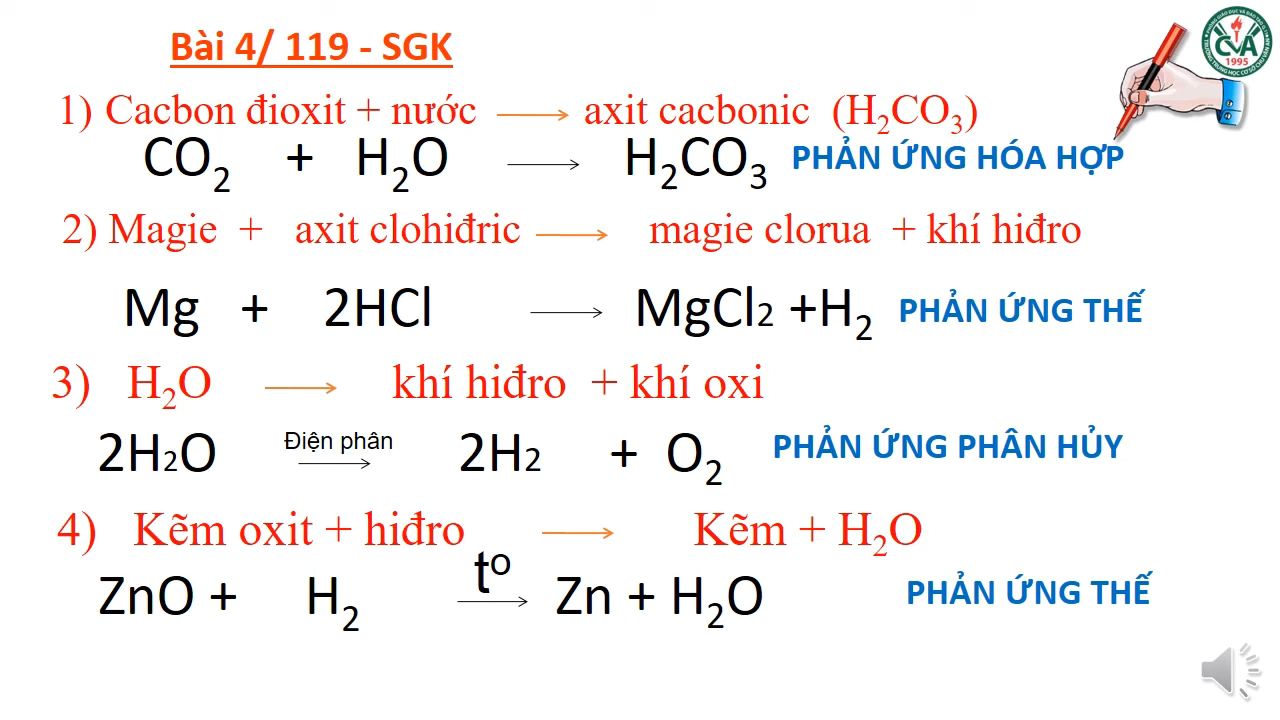 Bài 4/ 119 - SGK
CVA
1995
1) Cacbon đioxit + nước ⟶ axit cacbonic (H₂CO₃)
CO₂ + H₂O ⟶ H₂CO₃ PHẢN ỨNG HÓA HỢP
2) Magie + axit clohiđric ⟶ magie clorua + khí hiđro
Mg + 2HCl ⟶ MgCl₂ +H₂ PHẢN ỨNG THẾ
3) H₂O ⟶ khí hiđro + khí oxi
Điện phân
2H₂O ⟶ 2H₂ + O₂ PHẢN ỨNG PHÂN HỦY
4) Kẽm oxit + hiđro ⟶ Kẽm + H₂O
tº
ZnO + H₂ ⟶ Zn + H₂O PHẢN ỨNG THẾ